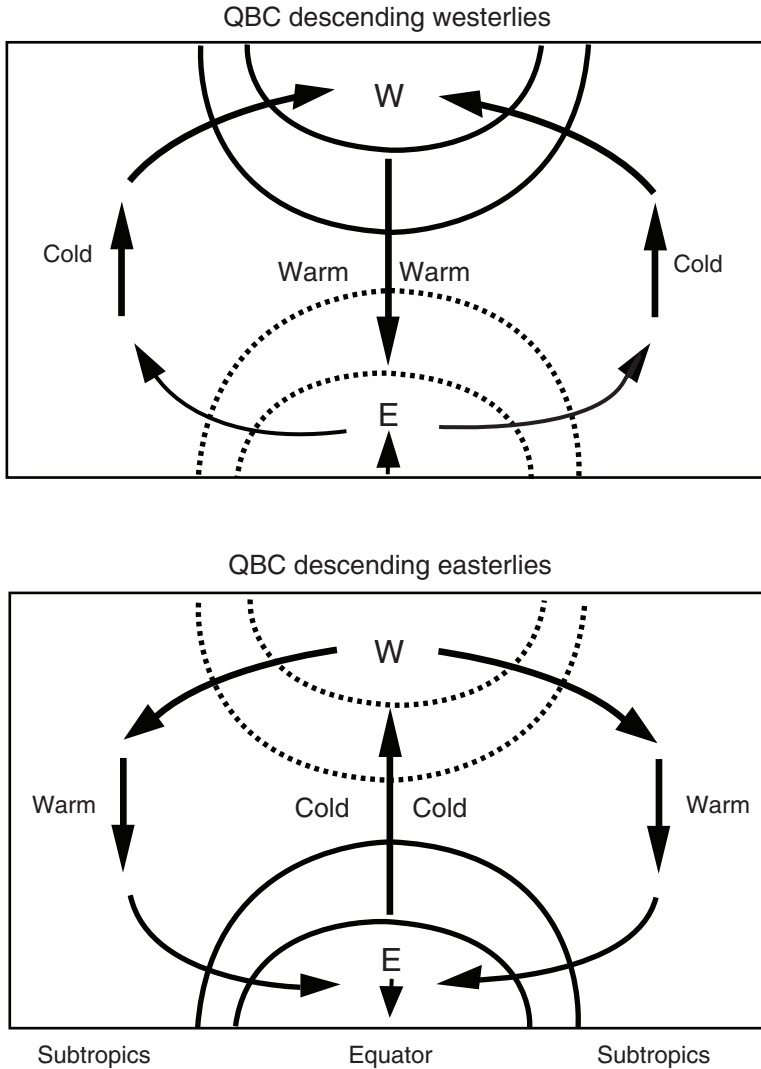 QBC descending westerlies
W
Cold
Warm Warm
Cold
E
QBC descending easterlies
W
Warm
Cold Cold
Warm
E
Subtropics Equator Subtropics